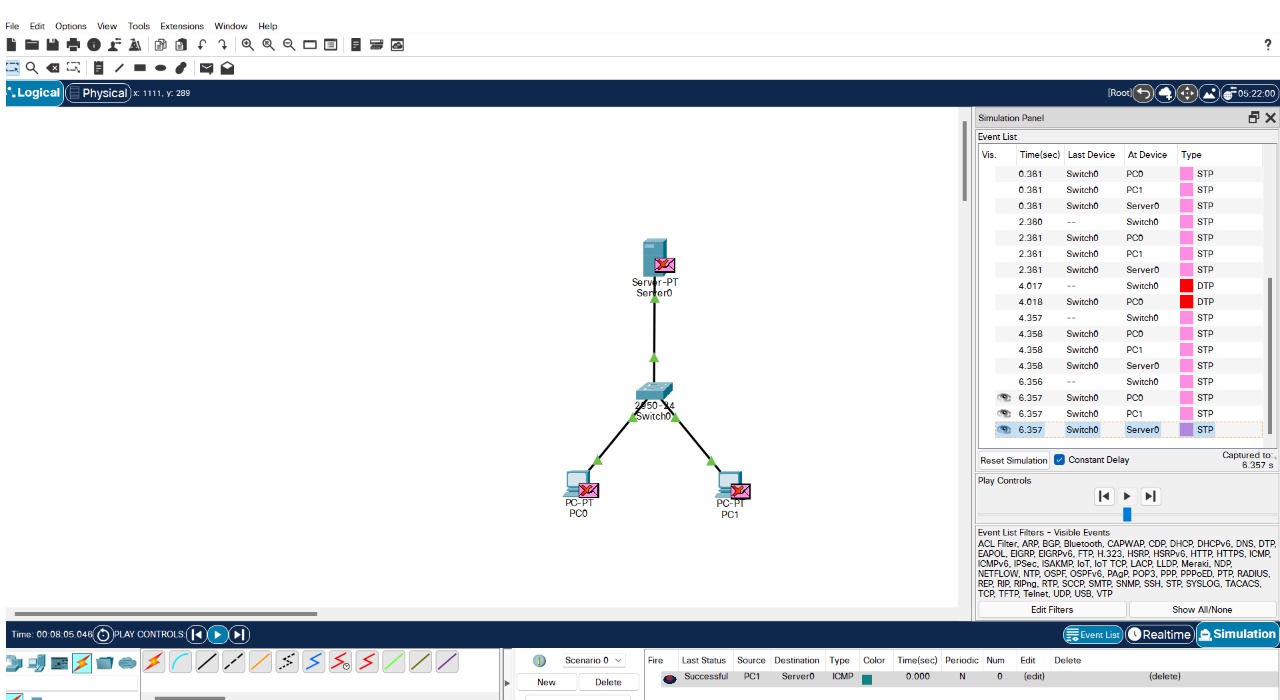 File Edit Options View Tools Extensions Window Help
?
Logical Physical x: 1111, y: 289 [Root] 05:22:00
Simulation Panel
Event List
Vis. Time(sec) Last Device At Device Type
0.361 Switch0 PC0 STP
0.361 Switch0 PC1 STP
0.361 Switch0 Server0 STP
2.360 -- Switch0 STP
2.361 Switch0 PC0 STP
2.361 Switch0 PC1 STP
2.361 Switch0 Server0 STP
4.017 -- Switch0 DTP
4.018 Switch0 PC0 DTP
4.357 -- Switch0 STP
4.358 Switch0 PC0 STP
4.358 Switch0 PC1 STP
4.358 Switch0 Server0 STP
6.356 -- Switch0 STP
6.357 Switch0 PC0 STP
6.357 Switch0 PC1 STP
6.357 Switch0 Server0 STP
Server-PT
Server0
2950-24
Switch0
PC-PT
PC0
PC-PT
PC1
Reset Simulation Constant Delay Captured to:
6.357 s
Play Controls
Event List Filters - Visible Events
ACL Filter, ARP, BGP, Bluetooth, CAPWAP, CDP, DHCP, DHCPv6, DNS, DTP,
EAPOL, EIGRP, EIGRPv6, FTP, H.323, HSRP, HSRPv6, HTTP, HTTPS, ICMP,
ICMPv6, IPSec, ISAKMP, IoT, IoT TCP, LACP, LLDP, Meraki, NDP,
NETFLOW, NTP, OSPF, OSPFv6, PAgP, POP3, PPP, PPPoED, PTP, RADIUS,
REP, RIP, RIPng, RTP, SCCP, SMTP, SNMP, SSH, STP, SYSLOG, TACACS,
TCP, TFTP, Telnet, UDP, USB, VTP
Edit Filters Show All/None
Time: 00:08:05.046 PLAY CONTROLS: Event List Realtime Simulation
Scenario 0
New Delete
Fire Last Status Source Destination Type Color Time(sec) Periodic Num Edit Delete
Successful PC1 Server0 ICMP 0.000 N 0 (edit) (delete)